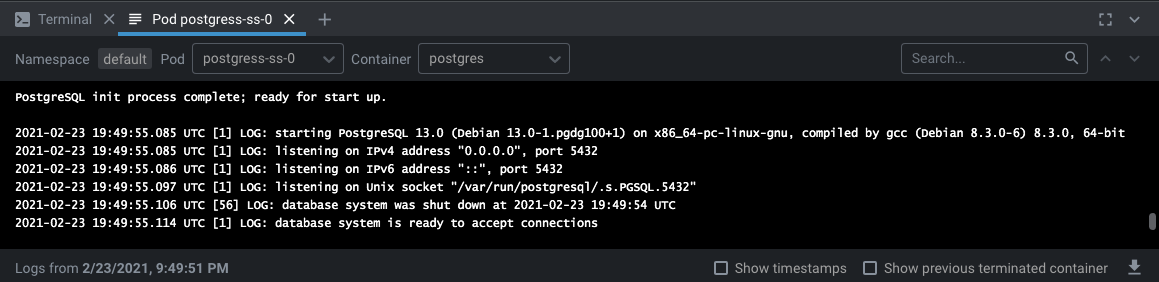 Terminal Pod postgress-ss-0
Namespace default Pod postgress-ss-0 Container postgres Search...
PostgreSQL init process complete; ready for start up.
2021-02-23 19:49:55.085 UTC [1] LOG: starting PostgreSQL 13.0 (Debian 13.0-1.pgdg100+1) on x86_64-pc-linux-gnu, compiled by gcc (Debian 8.3.0-6) 8.3.0, 64-bit
2021-02-23 19:49:55.085 UTC [1] LOG: listening on IPv4 address "0.0.0.0", port 5432
2021-02-23 19:49:55.086 UTC [1] LOG: listening on IPv6 address "::", port 5432
2021-02-23 19:49:55.097 UTC [1] LOG: listening on Unix socket "/var/run/postgresql/.s.PGSQL.5432"
2021-02-23 19:49:55.106 UTC [56] LOG: database system was shut down at 2021-02-23 19:49:54 UTC
2021-02-23 19:49:55.114 UTC [1] LOG: database system is ready to accept connections
Logs from 2/23/2021, 9:49:51 PM Show timestamps Show previous terminated container